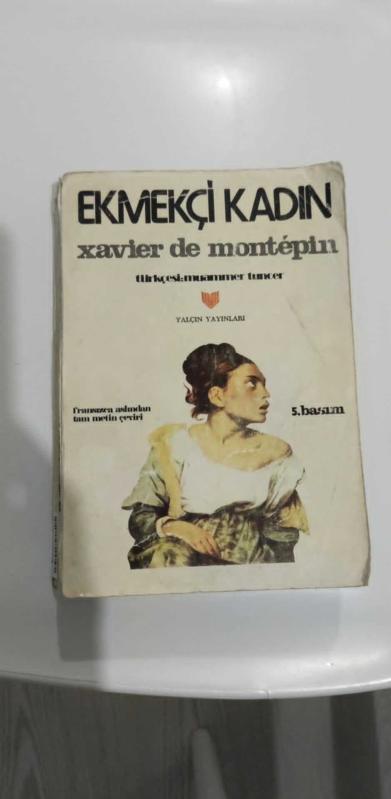 EKMEKÇİ KADIN
xavier de montépin
türkçesi:muammer tuncer
YALÇIN YAYINLARI
fransızca aslından
tam metin çeviri
5.basım